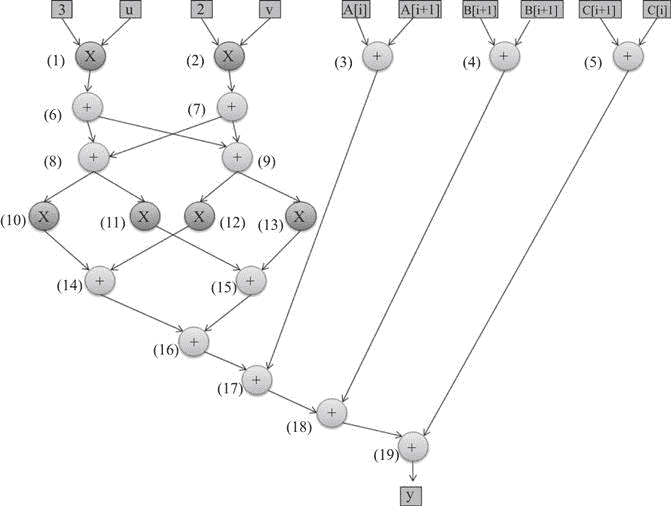 3 u 2 v A[i] A[i+1] B[i+1] B[i+1] C[i+1] C[i]
(1) X (2) X (3) + (4) + (5) +
(6) + (7) +
(8) + (9) +
(10) X (11) X X (12) (13) X
(14) + (15) +
(16) +
(17) +
(18) +
(19) +
y